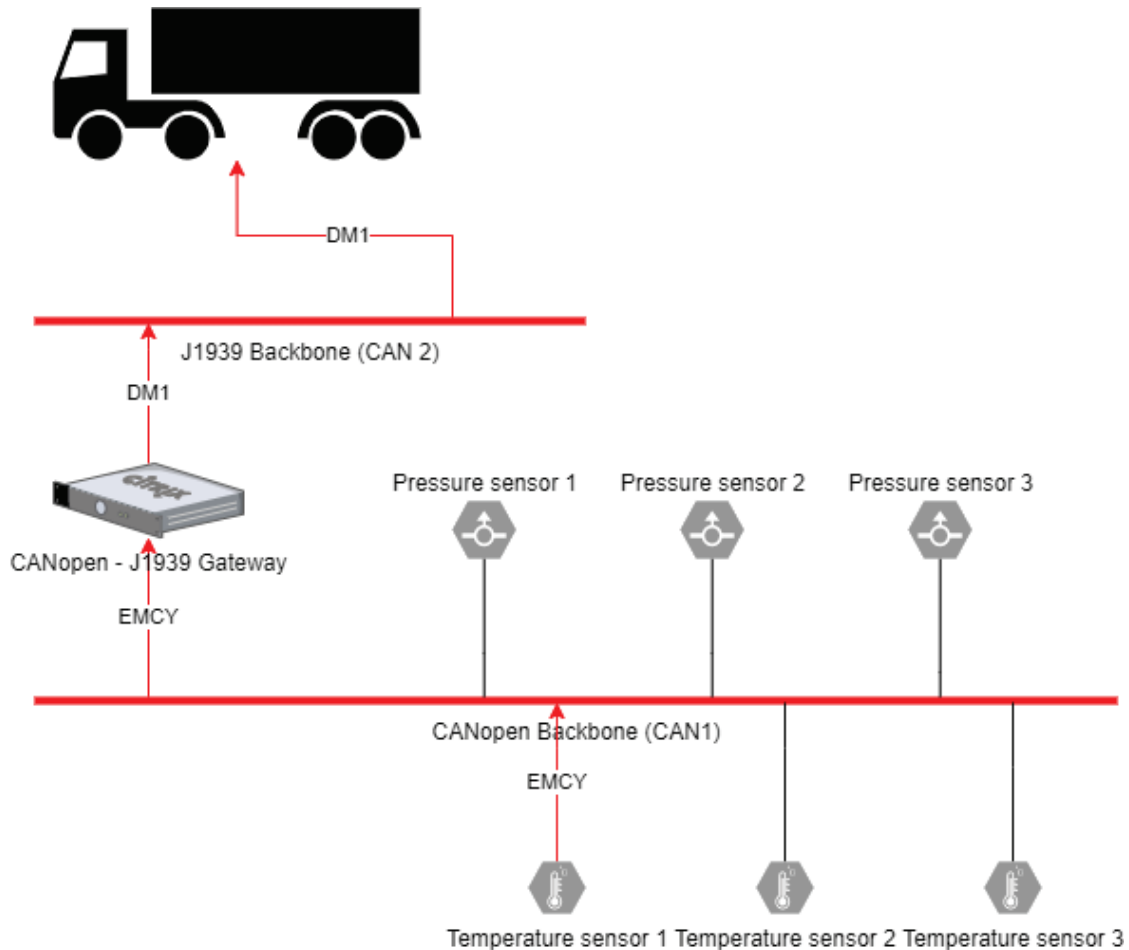 DM1
J1939 Backbone (CAN 2)
DM1
citrix
CANopen - J1939 Gateway
EMCY
Pressure sensor 1
Pressure sensor 2
Pressure sensor 3
CANopen Backbone (CAN1)
EMCY
Temperature sensor 1
Temperature sensor 2
Temperature sensor 3